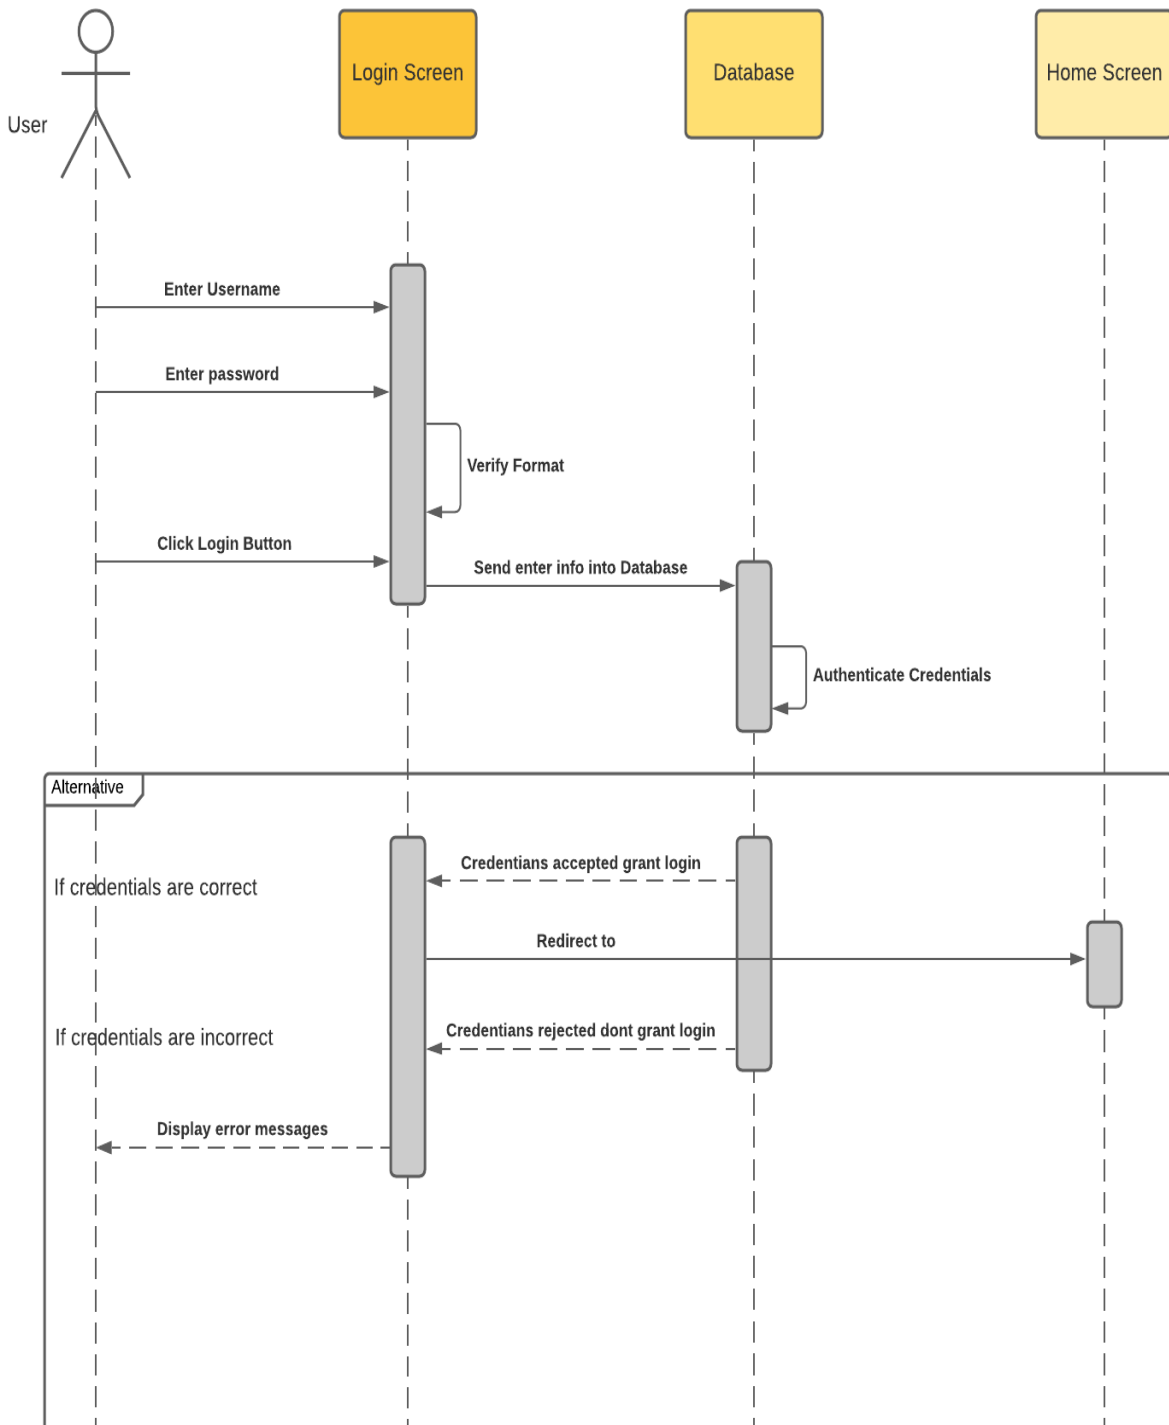 User
Login Screen
Database
Home Screen
Enter Username
Enter password
Verify Format
Click Login Button
Send enter info into Database
Authenticate Credentials
Alternative
Credentians accepted grant login
If credentials are correct
Redirect to
Credentians rejected dont grant login
If credentials are incorrect
Display error messages